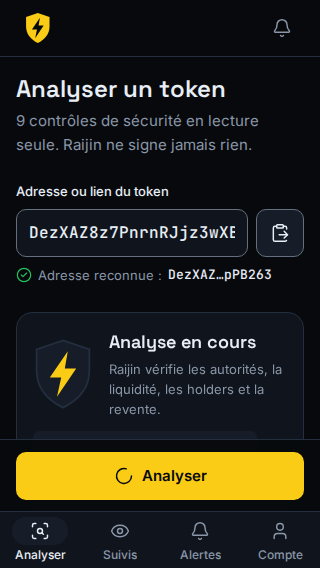 Analyser un token
9 contrôles de sécurité en lecture
seule. Raijin ne signe jamais rien.
Adresse ou lien du token
DezXAZ8z7PnrnRJjz3wXE
Adresse reconnue : DezXAZ…pPB263
Analyse en cours
Raijin vérifie les autorités, la
liquidité, les holders et la
revente.
Analyser
Analyser
Suivis
Alertes
Compte